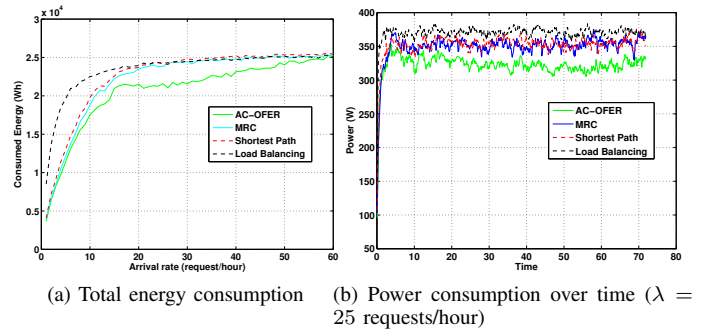 x 10⁴
3
2.5
2
1.5
1
0.5
0
Consumed Energy (Wh)
0 10 20 30 40 50 60
Arrival rate (request/hour)
AC−OFER
MRC
Shortest Path
Load Balancing
(a) Total energy consumption
400
350
300
250
200
150
100
50
Power (W)
0 10 20 30 40 50 60 70 80
Time
AC−OFER
MRC
Shortest Path
Load Balancing
(b) Power consumption over time (λ =
25 requests/hour)